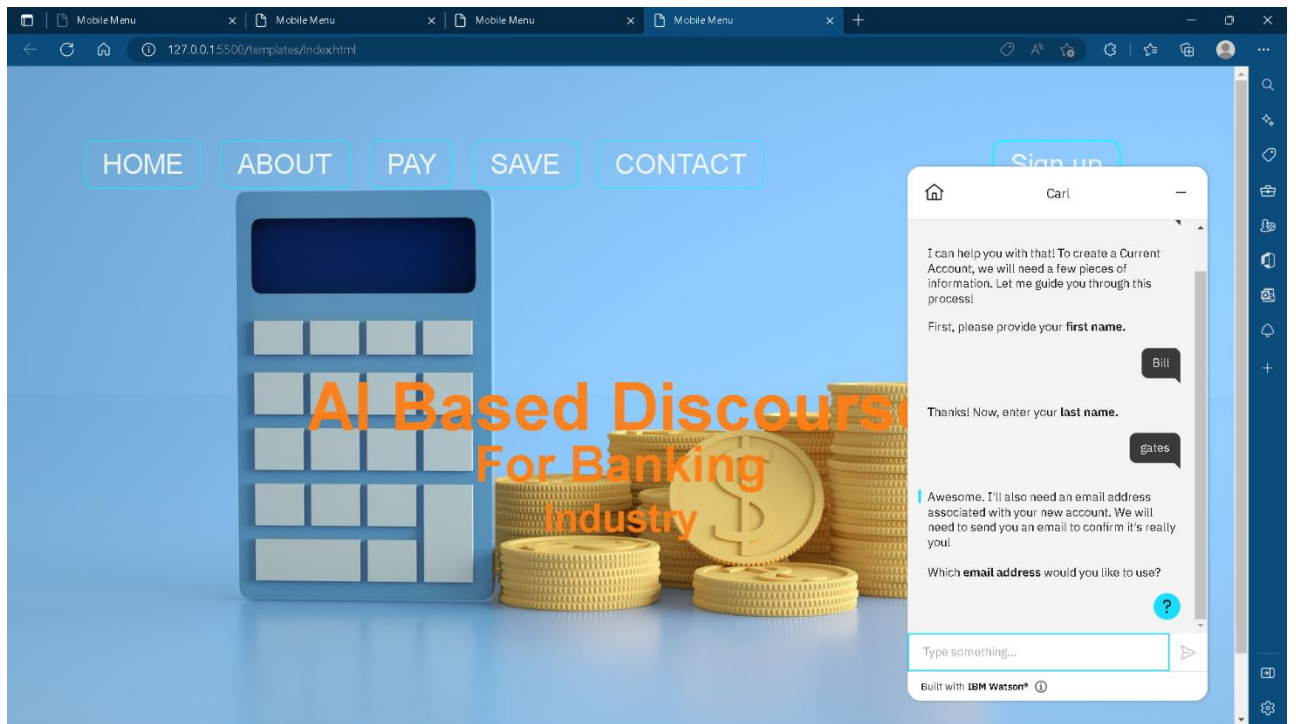 Mobile Menu
Mobile Menu
Mobile Menu
Mobile Menu
127.0.0.1:5500/templates/Index.html
HOME
ABOUT
PAY
SAVE
CONTACT
Sign up
AI Based Discourse
For Banking
Industry
Carl
I can help you with that! To create a Current
Account, we will need a few pieces of
information. Let me guide you through this
process!
First, please provide your first name.
Bill
Thanks! Now, enter your last name.
gates
Awesome. I'll also need an email address
associated with your new account. We will
need to send you an email to confirm it's really
you!
Which email address would you like to use?
?
Type something...
Built with IBM Watson®